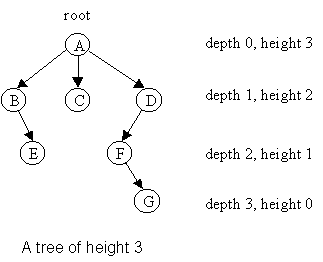 root
A depth 0, height 3
B C D depth 1, height 2
E F depth 2, height 1
G depth 3, height 0
A tree of height 3